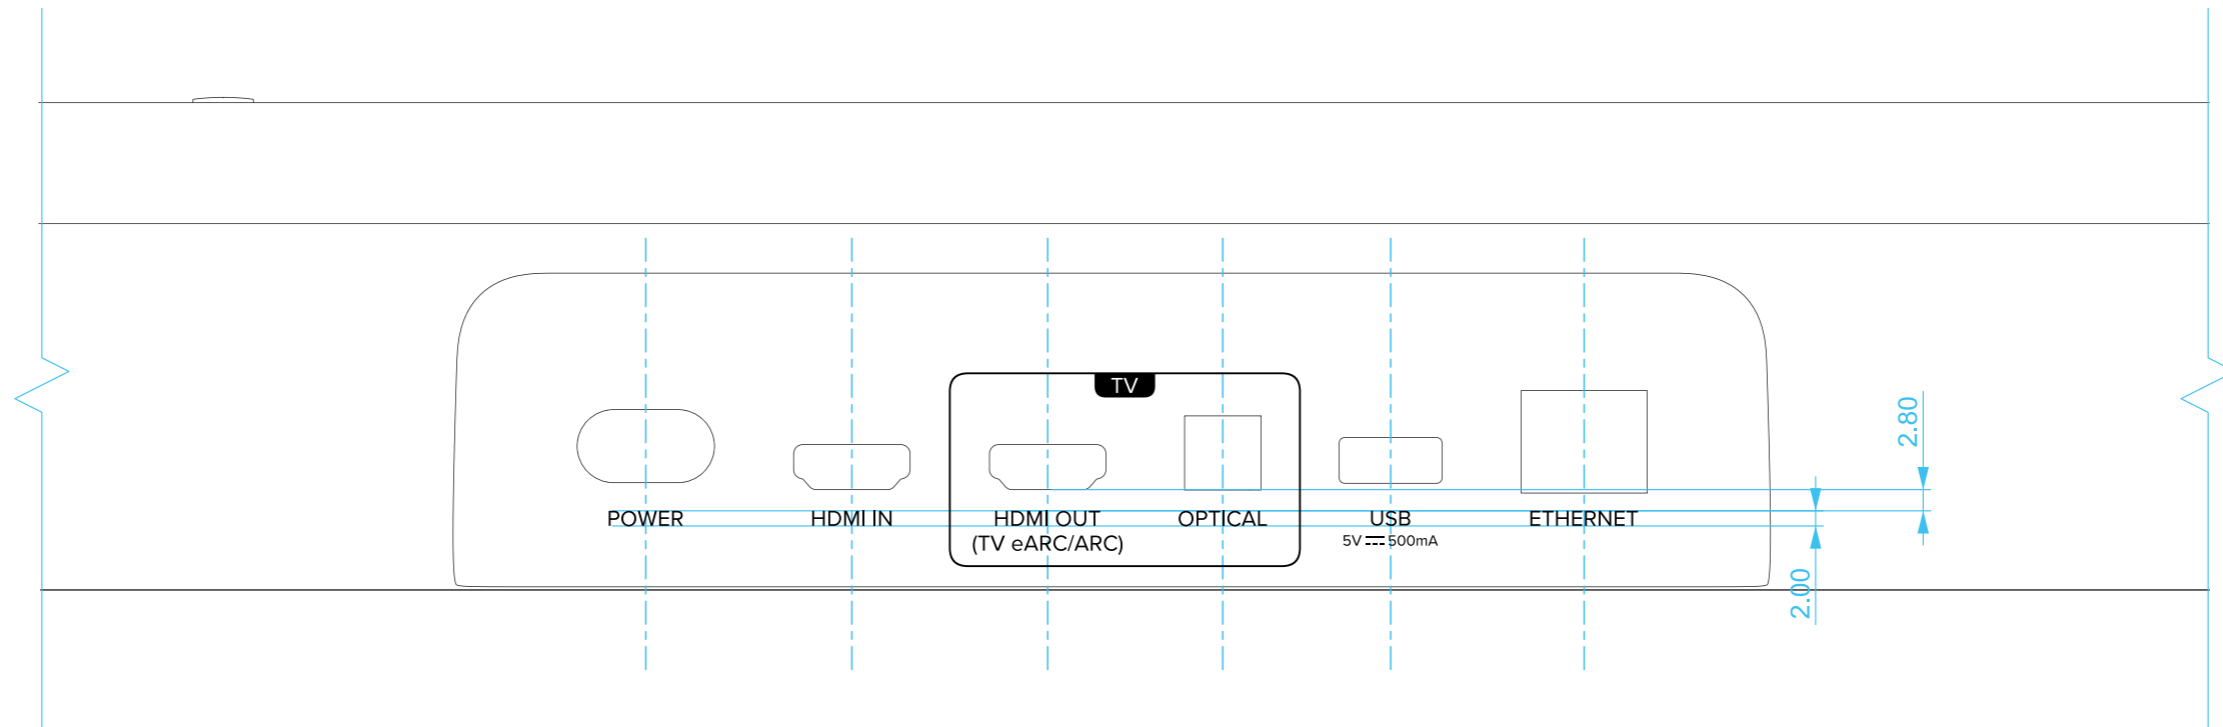 TV
2.80
POWER HDMI IN HDMI OUT OPTICAL USB ETHERNET
(TV eARC/ARC) 5V ⎓ 500mA
2.00